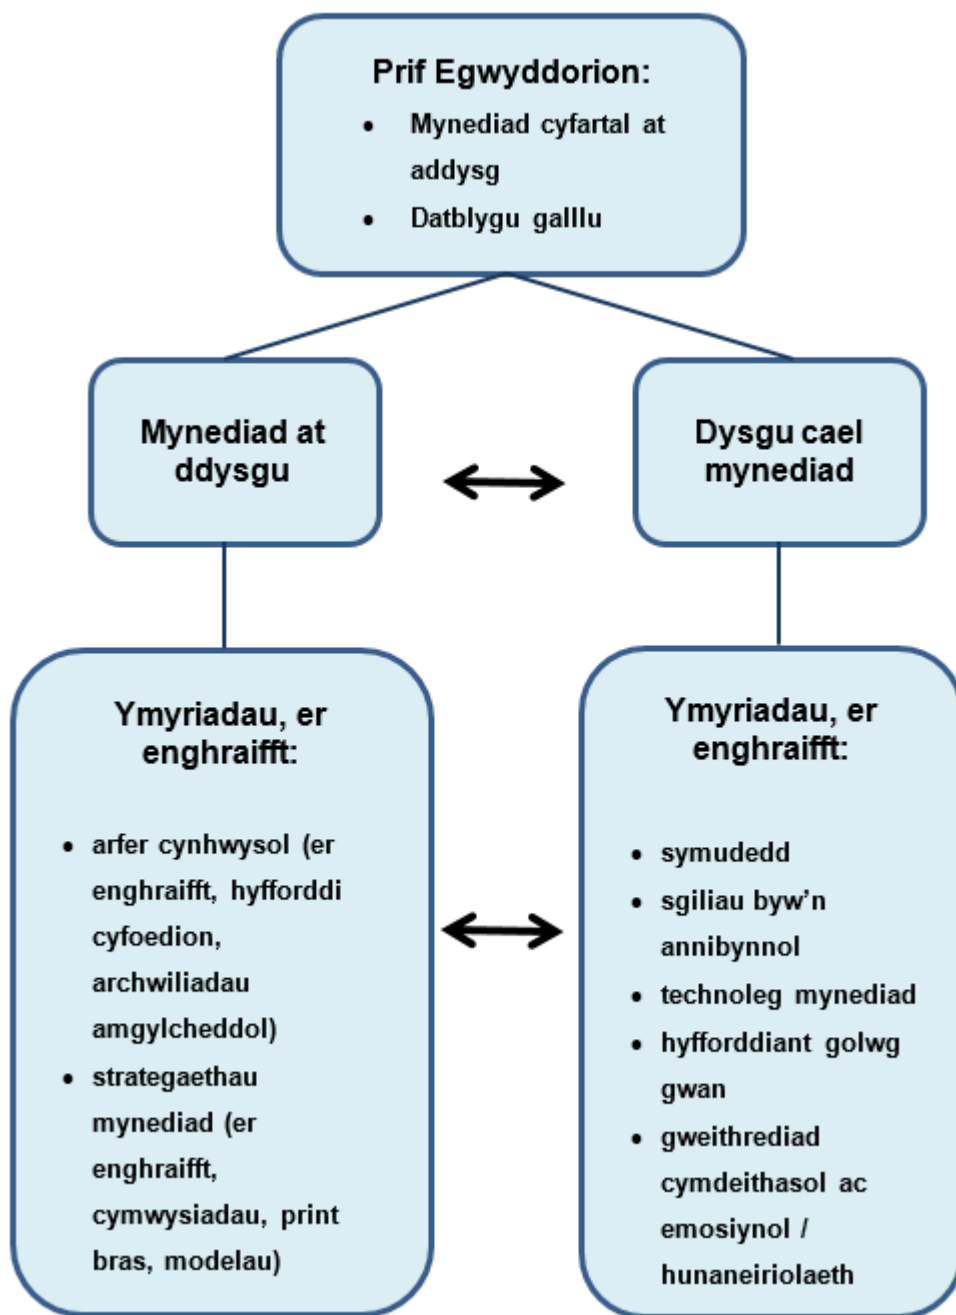 Prif Egwyddorion:
• Mynediad cyfartal at
addysg
• Datblygu galllu
Mynediad at
ddysgu
Dysgu cael
mynediad
Ymyriadau, er
enghraifft:
• arfer cynhwysol (er
enghraifft, hyfforddi
cyfoedion,
archwiliadau
amgylcheddol)
• strategaethau
mynediad (er
enghraifft,
cymwysiadau, print
bras, modelau)
Ymyriadau, er
enghraifft:
• symudedd
• sgiliau byw’n
annibynnol
• technoleg mynediad
• hyfforddiant golwg
gwan
• gweithrediad
cymdeithasol ac
emosiynol /
hunaneiriolaeth